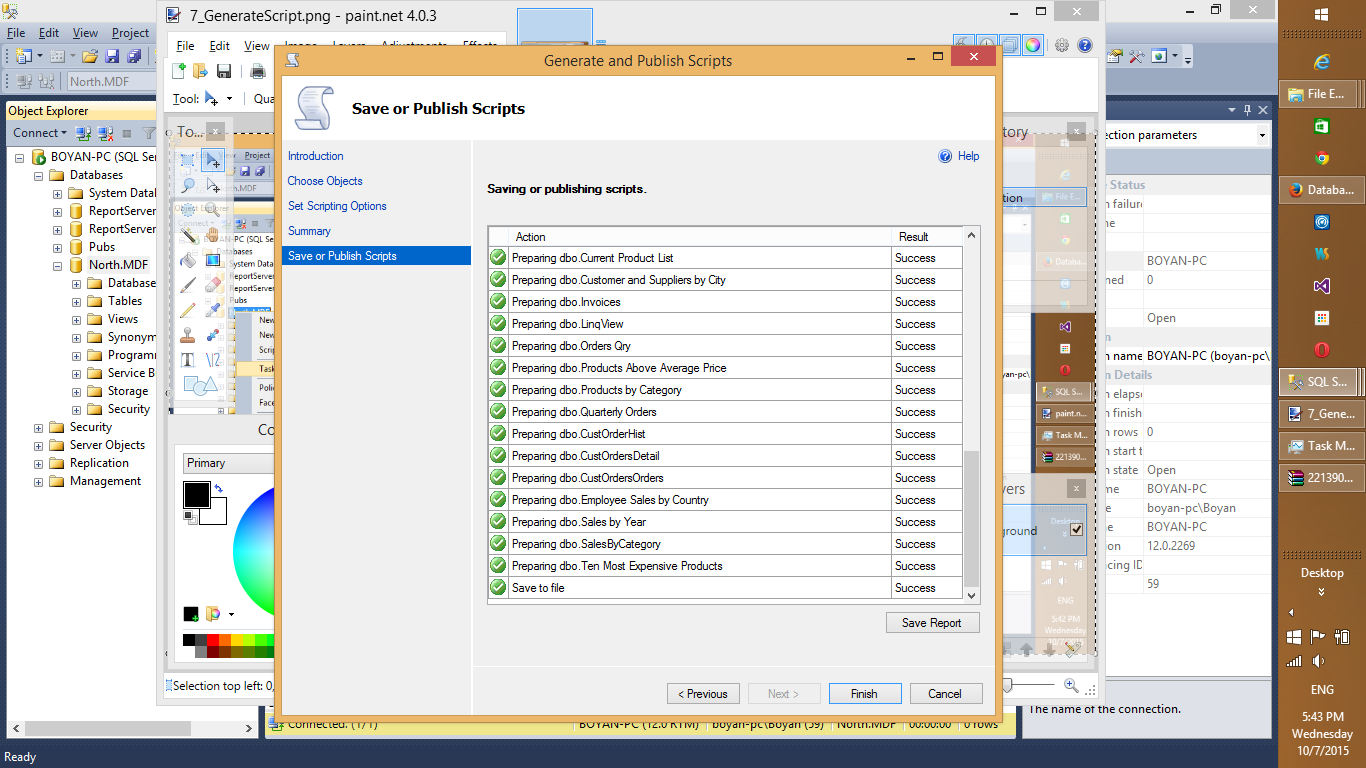 7_GenerateScript.png - paint.net 4.0.3
File Edit View Project
File Edit View Image Layers Adjustments Effects
North.MDF
Tool:
Generate and Publish Scripts
Save or Publish Scripts
Introduction
Choose Objects
Set Scripting Options
Summary
Save or Publish Scripts
Help
Saving or publishing scripts.
Action Result
Preparing dbo.Current Product List Success
Preparing dbo.Customer and Suppliers by City Success
Preparing dbo.Invoices Success
Preparing dbo.LinqView Success
Preparing dbo.Orders Qry Success
Preparing dbo.Products Above Average Price Success
Preparing dbo.Products by Category Success
Preparing dbo.Quarterly Orders Success
Preparing dbo.CustOrderHist Success
Preparing dbo.CustOrdersDetail Success
Preparing dbo.CustOrdersOrders Success
Preparing dbo.Employee Sales by Country Success
Preparing dbo.Sales by Year Success
Preparing dbo.SalesByCategory Success
Preparing dbo.Ten Most Expensive Products Success
Save to file Success
Save Report
< Previous Next > Finish Cancel
Object Explorer
Connect
BOYAN-PC (SQL Se
Databases
System Datal
ReportServer
ReportServer
Pubs
North.MDF
Database
Tables
Views
Synonym
Programm
Service B
Storage
Security
Security
Server Objects
Replication
Management
To...
Primary
Selection top left: 0,
Connected. (1/1) BOYAN-PC (12.0 RTM) boyan-pc\Boyan (59) North.MDF 00:00:00 0 rows
Ready
ection parameters
Status
n failure
BOYAN-PC
0
Open
n name BOYAN-PC (boyan-pc\
n Details
n elaps
n finish
n rows 0
n start t
n state Open
BOYAN-PC
boyan-pc\Boyan
BOYAN-PC
12.0.2269
59
The name of the connection.
File E...
Databa...
SQL S...
7_Gene...
Task M...
221390...
Desktop
ENG
5:43 PM
Wednesday
10/7/2015